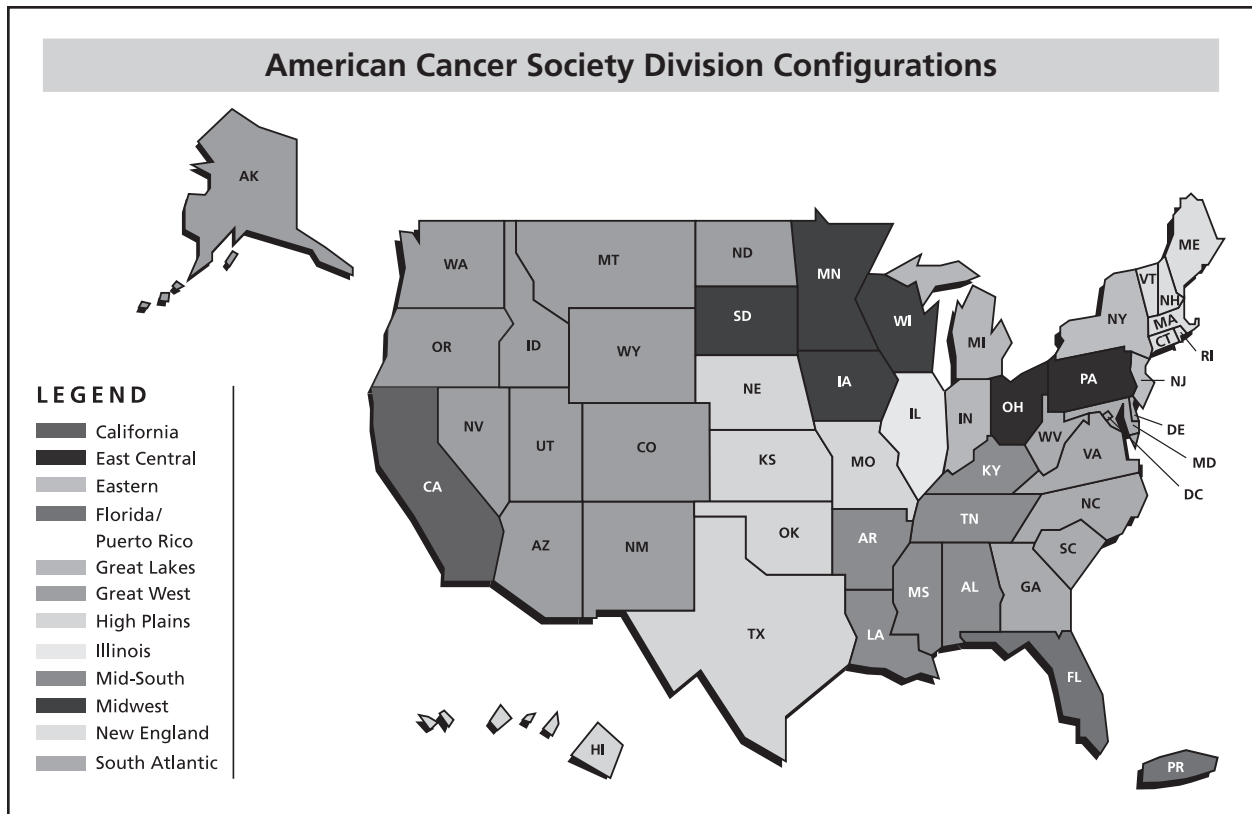 American Cancer Society Division Configurations
AK
WA
MT
ND
MN
ME
VT
NH
NY
MA
CT
RI
OR
ID
WY
SD
WI
MI
PA
NJ
NE
IA
IL
IN
OH
WV
DE
MD
DC
VA
NV
UT
CO
KS
MO
KY
CA
NC
TN
AZ
NM
OK
AR
SC
MS
AL
GA
TX
LA
FL
HI
PR
LEGEND
California
East Central
Eastern
Florida/
Puerto Rico
Great Lakes
Great West
High Plains
Illinois
Mid-South
Midwest
New England
South Atlantic